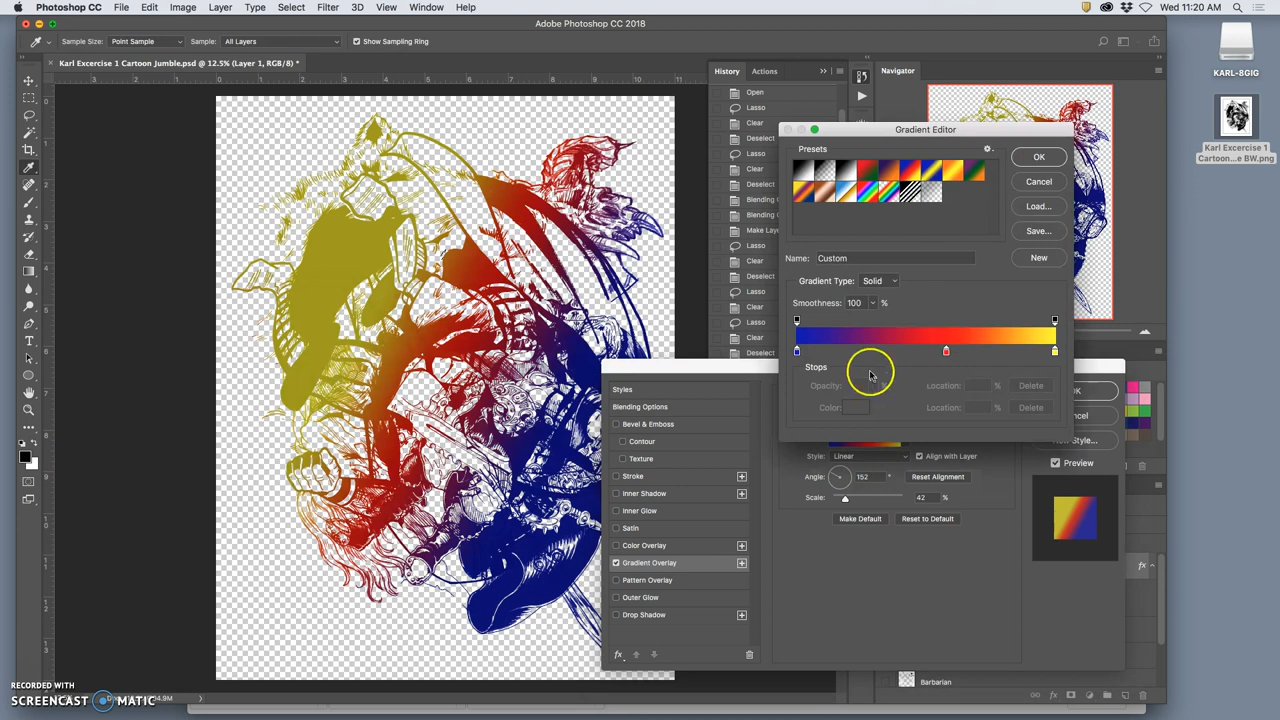 Photoshop CC File Edit Image Layer Type Select Filter 3D View Window Help Wed 11:20 AM
Adobe Photoshop CC 2018
Sample Size: Point Sample Sample: All Layers Show Sampling Ring
Karl Excercise 1 Cartoon Jumble.psd @ 12.5% (Layer 1, RGB/8) *
History Actions Navigator
KARL-8GIG
Karl Excercise 1
Cartoon...e BW.png
Open
Lasso
Clear
Deselect
Lasso
Clear
Deselect
Blending
Blending
Make Laye
Lasso
Clear
Deselect
Lasso
Clear
Lasso
Clear
Deselect
Gradient Editor
Presets
OK
Cancel
Load...
Save...
Name: Custom
New
Gradient Type: Solid
Smoothness: 100 %
Stops
Opacity: % Location: % Delete
Color: Location: % Delete
Styles
Blending Options
Bevel & Emboss
Contour
Texture
Stroke
Inner Shadow
Inner Glow
Satin
Color Overlay
Gradient Overlay
Pattern Overlay
Outer Glow
Drop Shadow
fx
Style: Linear Align with Layer
Angle: 152 ° Reset Alignment
Scale: 42 %
Make Default Reset to Default
Preview
fx
Barbarian
RECORDED WITH
SCREENCAST MATIC